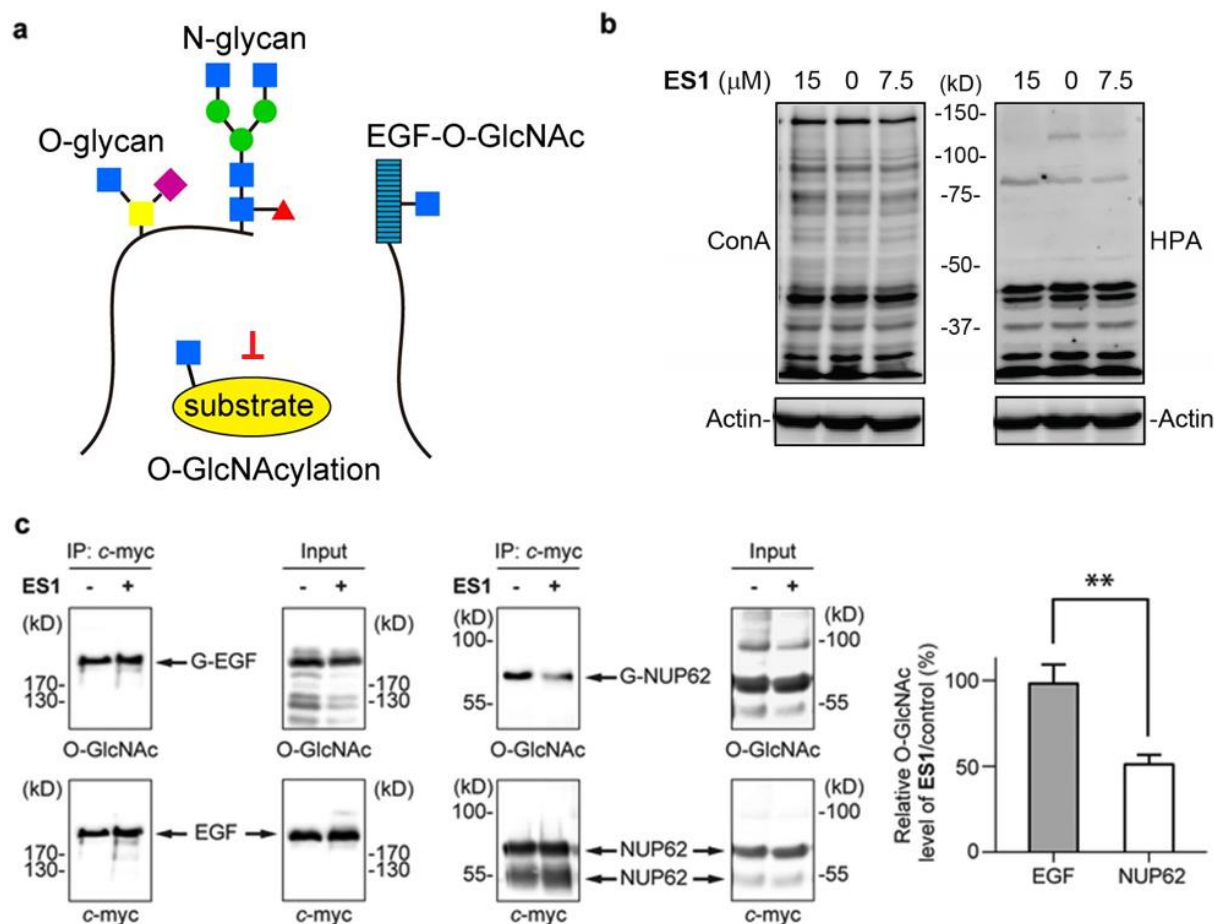 a
N-glycan
O-glycan
EGF-O-GlcNAc
substrate
O-GlcNAcylation
b
ES1 (μM) 15 0 7.5 (kD) 15 0 7.5
-150-
-100-
-75-
ConA
HPA
-50-
-37-
Actin-
-Actin
c
IP: c-myc
Input
IP: c-myc
Input
ES1 - +
- +
ES1 - +
- +
(kD)
(kD)
(kD)
(kD)
100-
-100
G-EGF
G-NUP62
170-
130-
-170
-130
55-
-55
O-GlcNAc
O-GlcNAc
O-GlcNAc
O-GlcNAc
(kD)
(kD)
(kD)
(kD)
100-
-100
EGF
NUP62
NUP62
170-
130-
-170
-130
55-
-55
c-myc
c-myc
c-myc
c-myc
Relative O-GlcNAc
level of ES1/control (%)
**
100
50
0
EGF
NUP62